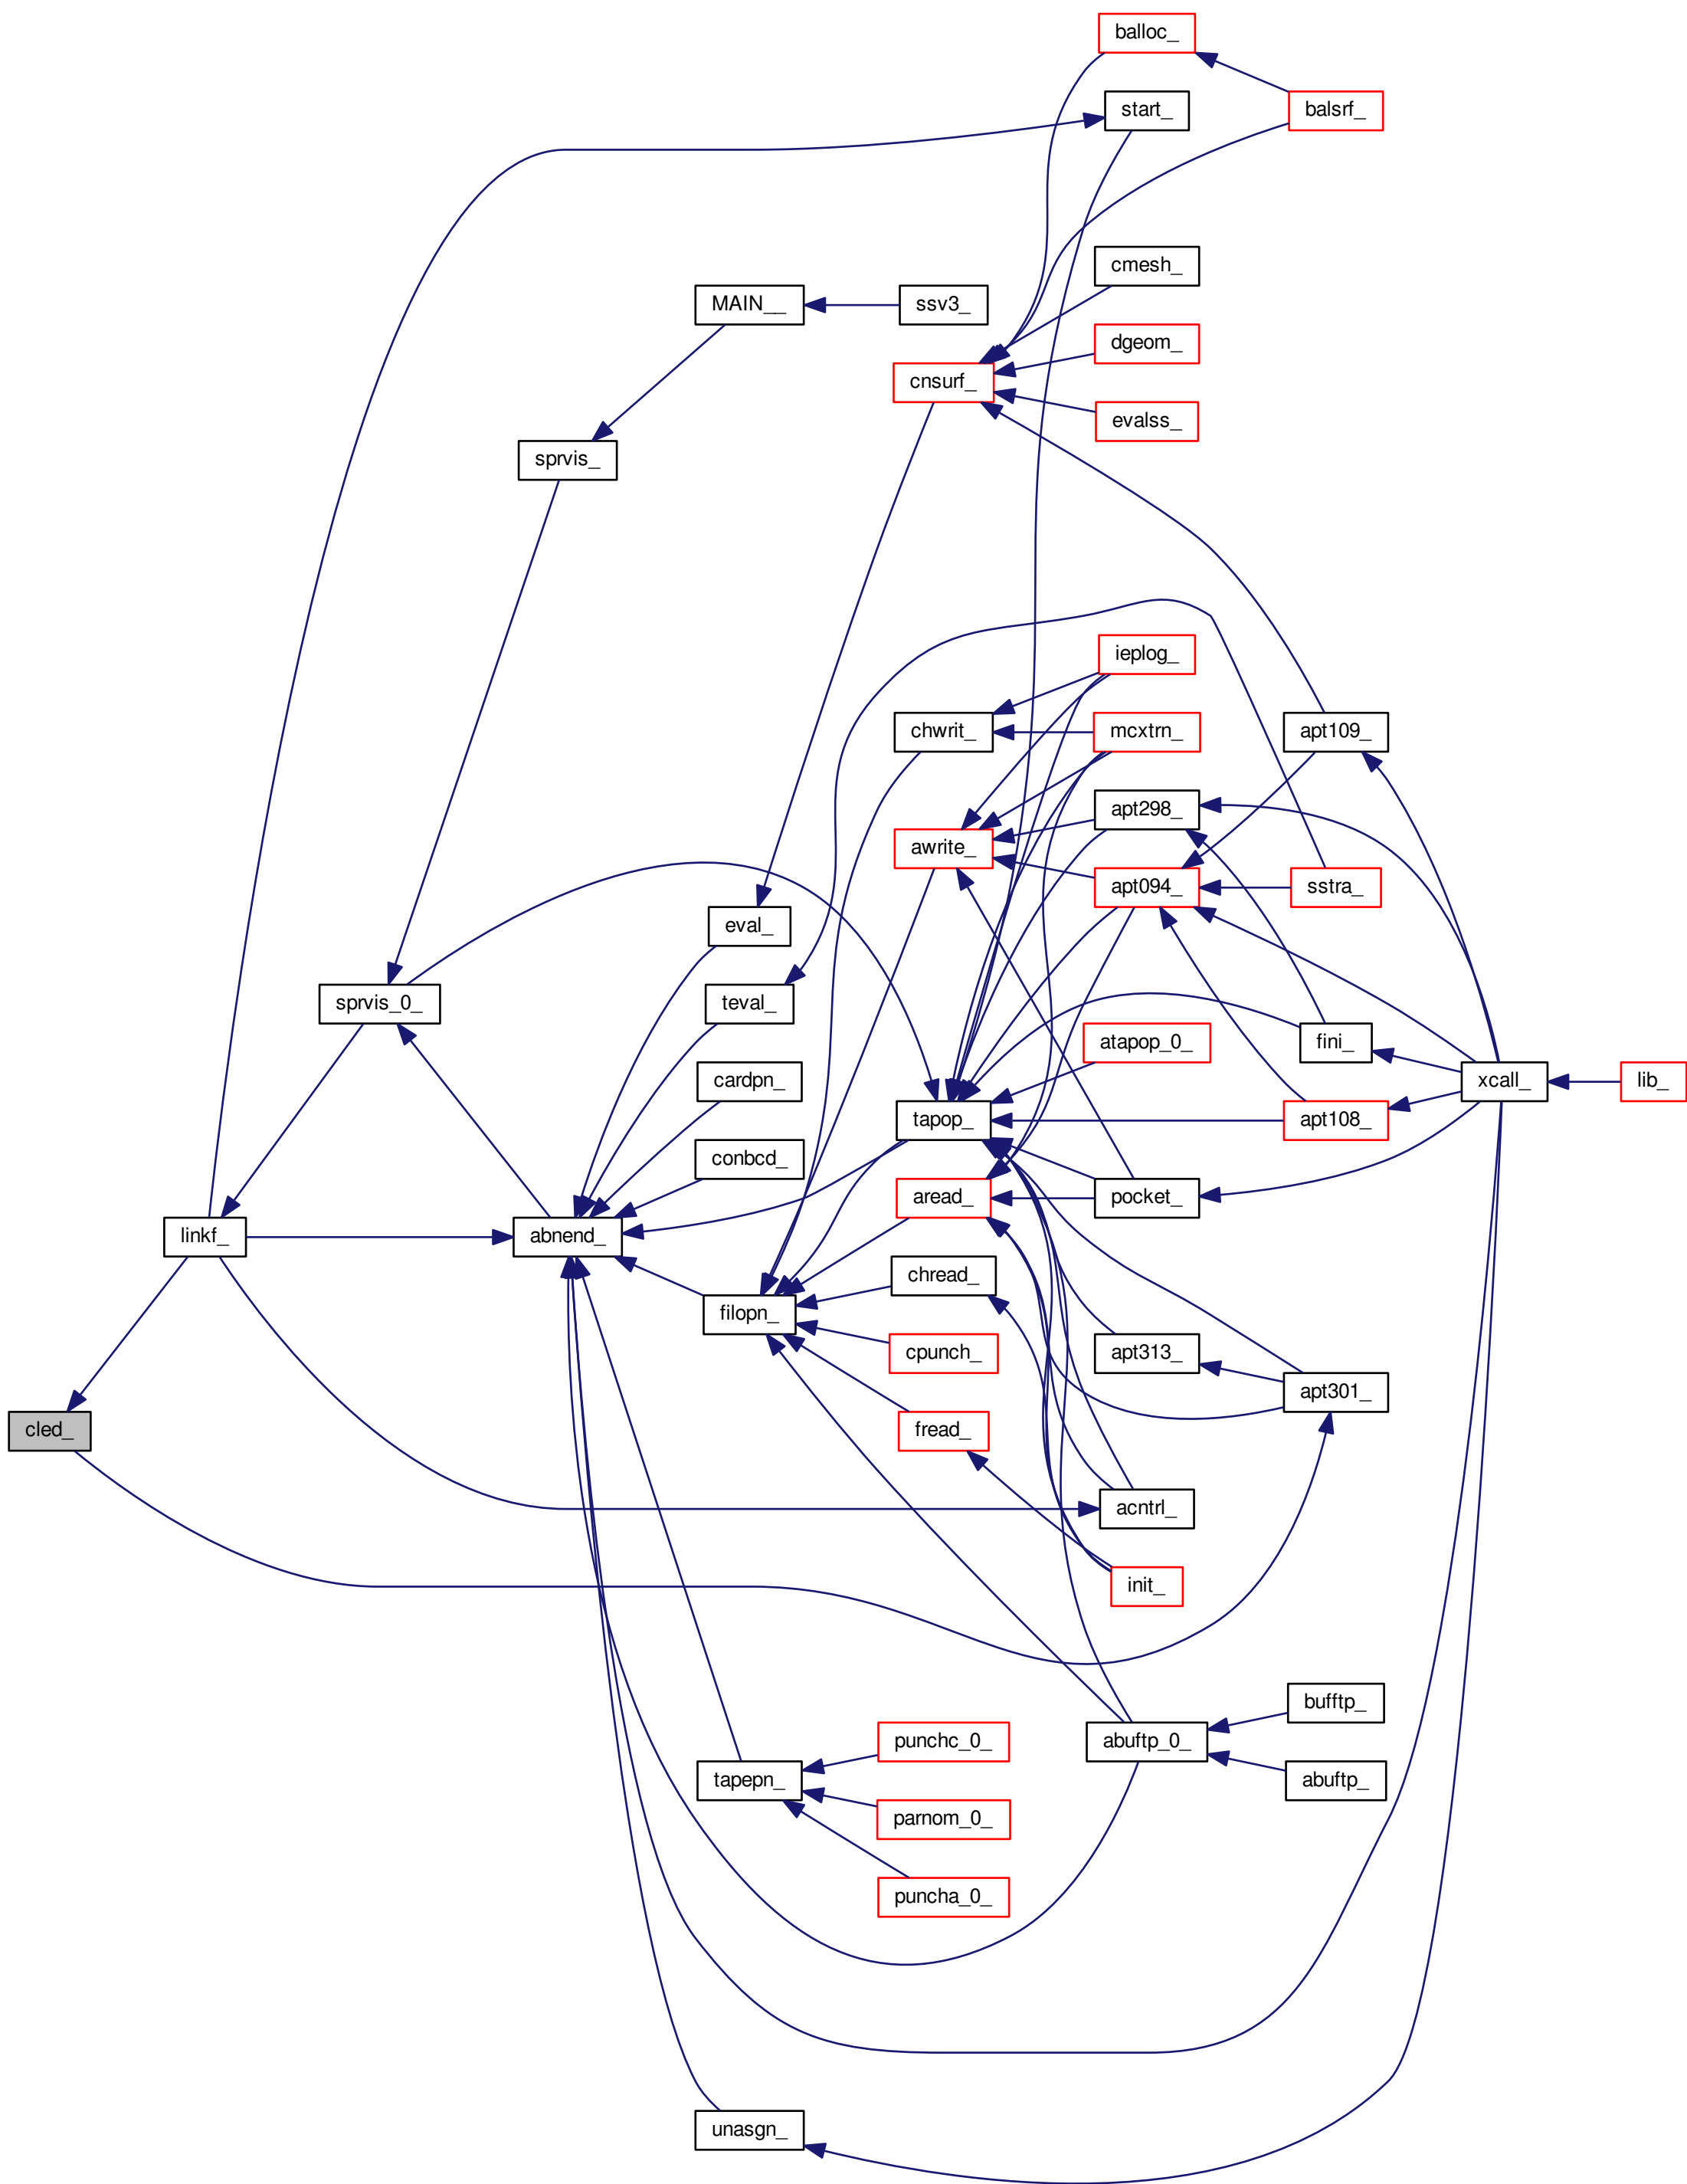 balloc_
start_
balsrf_
cmesh_
MAIN__
ssv3_
dgeom_
cnsurf_
evalss_
sprvis_
ieplog_
chwrit_
mcxtrn_
apt109_
apt298_
awrite_
apt094_
sstra_
eval_
sprvis_0_
teval_
atapop_0_
fini_
cardpn_
xcall_
lib_
tapop_
apt108_
conbcd_
aread_
pocket_
linkf_
abnend_
chread_
filopn_
cpunch_
apt313_
apt301_
cled_
fread_
acntrl_
init_
bufftp_
punchc_0_
abuftp_0_
tapepn_
abuftp_
parnom_0_
puncha_0_
unasgn_